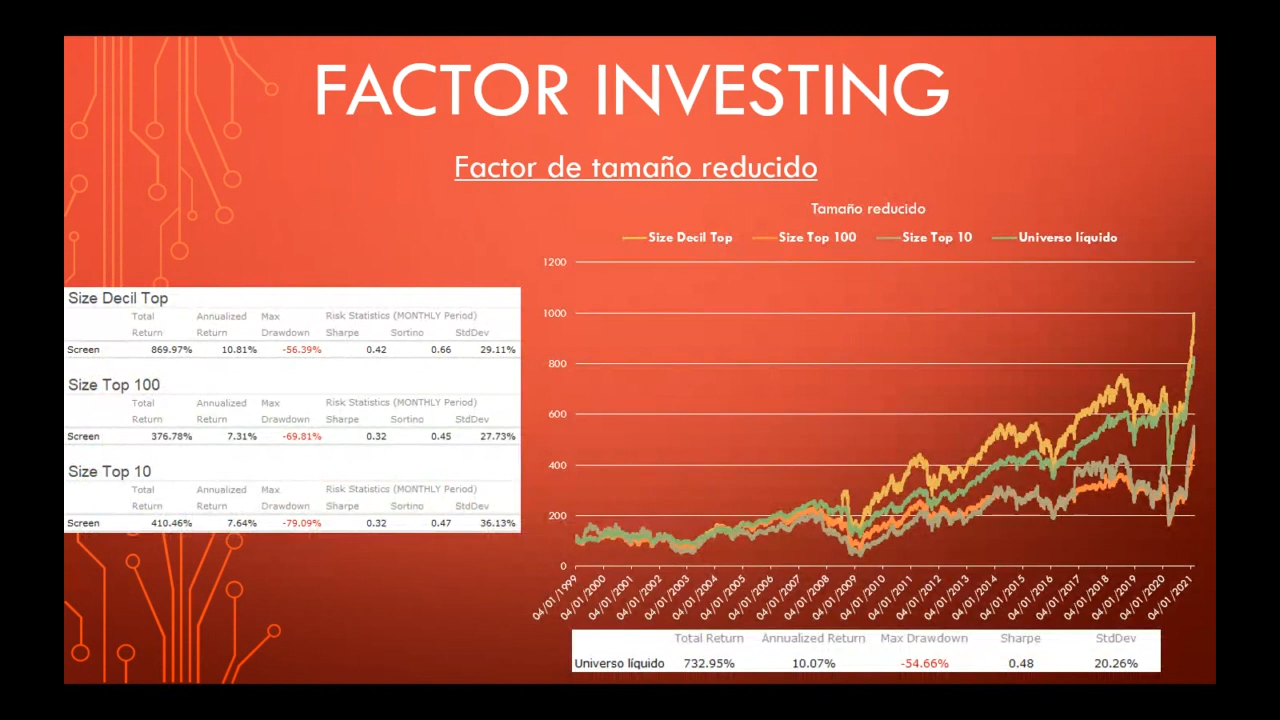 FACTOR INVESTING
Factor de tamaño reducido
Size Decil Top
Total Annualized Max Risk Statistics (MONTHLY Period)
Return Return Drawdown Sharpe Sortino StdDev
Screen 869.97% 10.81% -56.39% 0.42 0.66 29.11%
Size Top 100
Total Annualized Max Risk Statistics (MONTHLY Period)
Return Return Drawdown Sharpe Sortino StdDev
Screen 376.78% 7.31% -69.81% 0.32 0.45 27.73%
Size Top 10
Total Annualized Max Risk Statistics (MONTHLY Period)
Return Return Drawdown Sharpe Sortino StdDev
Screen 410.46% 7.64% -79.09% 0.32 0.47 36.13%
Tamaño reducido
Size Decil Top Size Top 100 Size Top 10 Universo líquido
1200
1000
800
600
400
200
0
04/01/1999
04/01/2000
04/01/2001
04/01/2002
04/01/2003
04/01/2004
04/01/2005
04/01/2006
04/01/2007
04/01/2008
04/01/2009
04/01/2010
04/01/2011
04/01/2012
04/01/2013
04/01/2014
04/01/2015
04/01/2016
04/01/2017
04/01/2018
04/01/2019
04/01/2020
04/01/2021
Total Return Annualized Return Max Drawdown Sharpe StdDev
Universo líquido 732.95% 10.07% -54.66% 0.48 20.26%